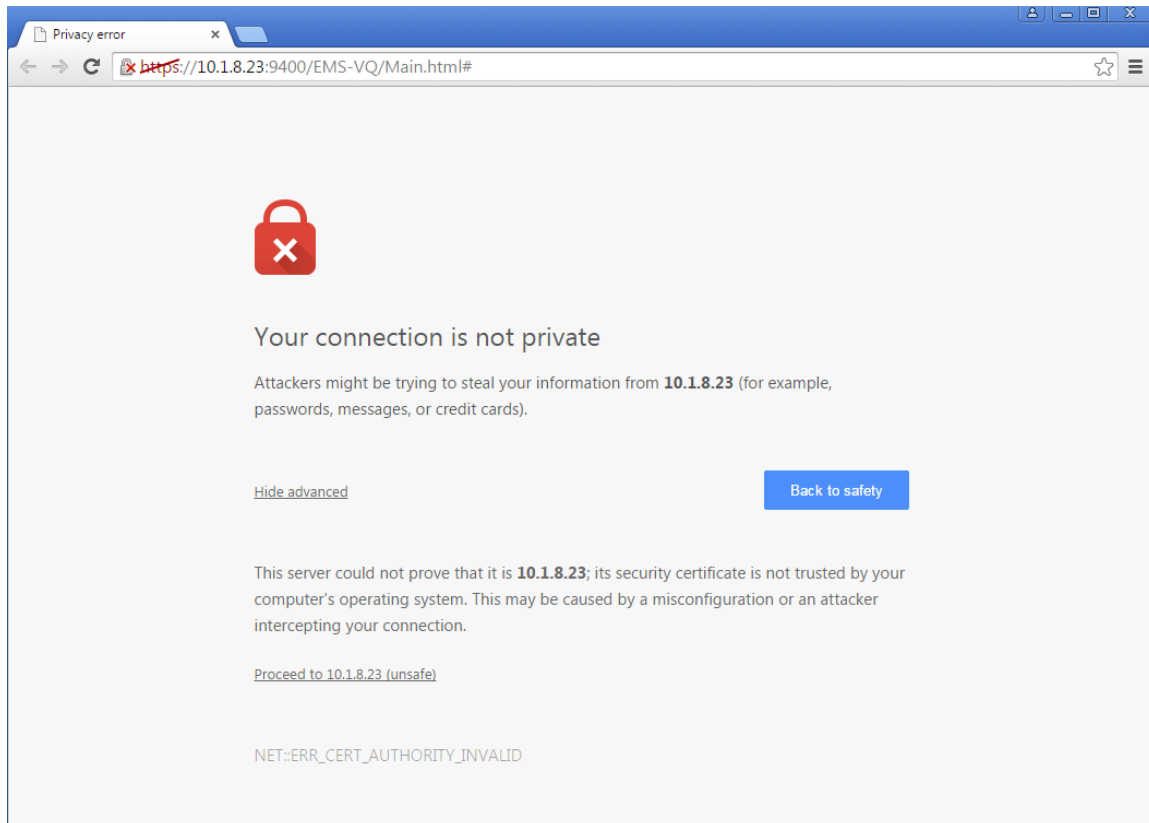 Privacy error
https://10.1.8.23:9400/EMS-VQ/Main.html#
Your connection is not private
Attackers might be trying to steal your information from 10.1.8.23 (for example,
passwords, messages, or credit cards).
Hide advanced
Back to safety
This server could not prove that it is 10.1.8.23; its security certificate is not trusted by your
computer's operating system. This may be caused by a misconfiguration or an attacker
intercepting your connection.
Proceed to 10.1.8.23 (unsafe)
NET::ERR_CERT_AUTHORITY_INVALID